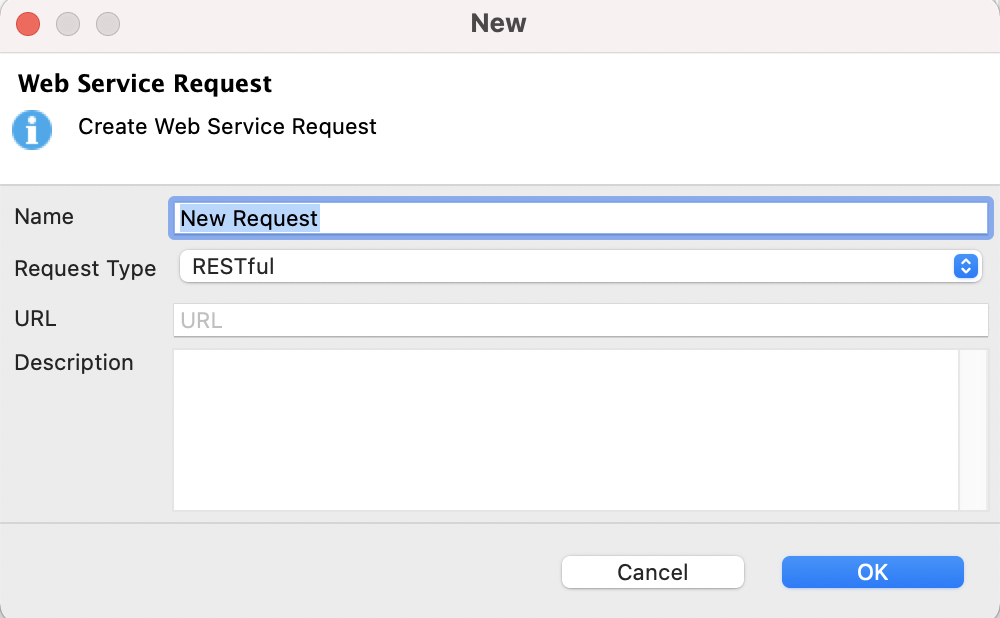 New
Web Service Request
Create Web Service Request
Name
New Request
Request Type
RESTful
URL
URL
Description
Cancel
OK